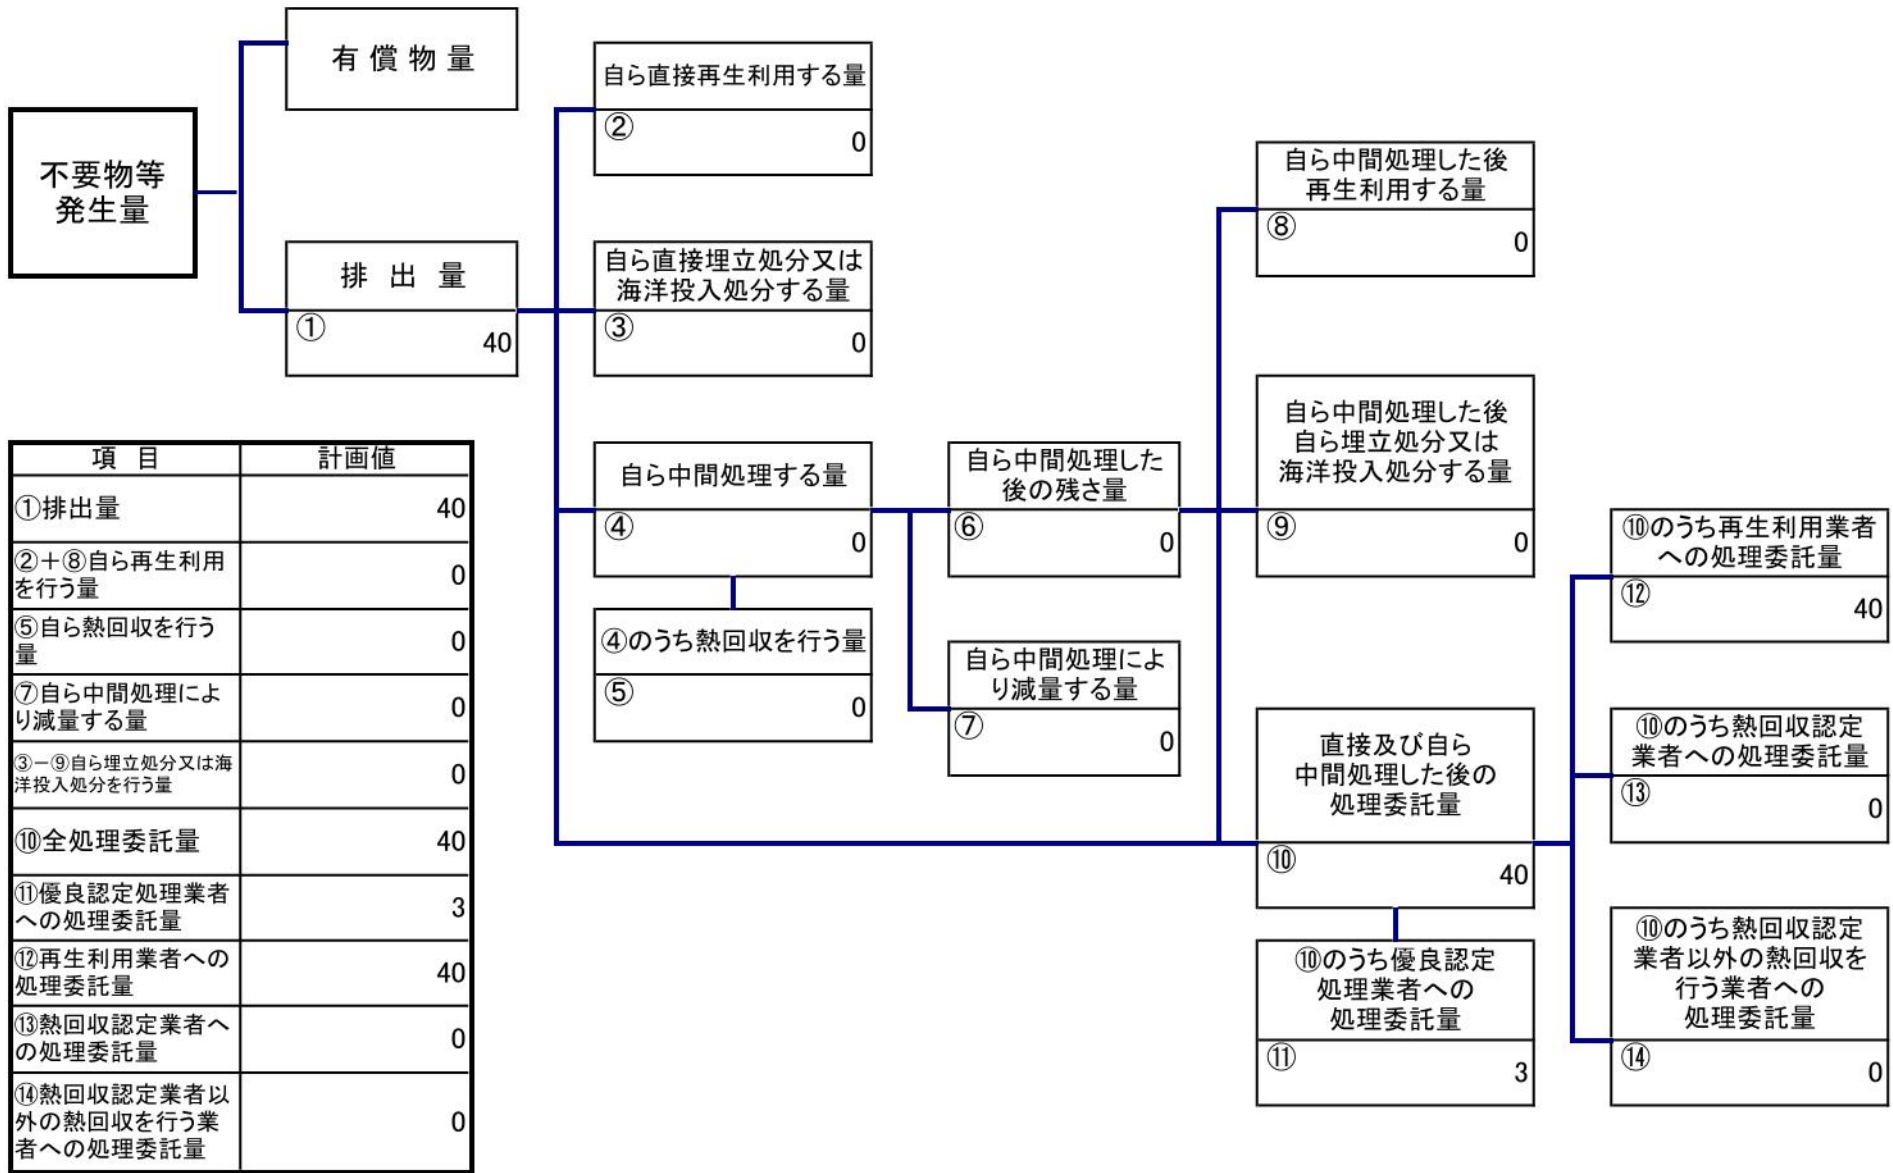 有償物量
不要物等
発生量
排出量
①
40
自ら直接再生利用する量
②
0
自ら直接埋立処分又は
海洋投入処分する量
③
0
自ら中間処理する量
④
0
④のうち熱回収を行う量
⑤
0
自ら中間処理した
後の残さ量
⑥
0
自ら中間処理によ
り減量する量
⑦
0
自ら中間処理した後
再生利用する量
⑧
0
自ら中間処理した後
自ら埋立処分又は
海洋投入処分する量
⑨
0
直接及び自ら
中間処理した後の
処理委託量
⑩
40
⑩のうち優良認定
処理業者への
処理委託量
⑪
3
⑩のうち再生利用業者
への処理委託量
⑫
40
⑩のうち熱回収認定
業者への処理委託量
⑬
0
⑩のうち熱回収認定
業者以外の熱回収を
行う業者への
処理委託量
⑭
0
項目 計画値
①排出量 40
②＋⑧自ら再生利用
を行う量 0
⑤自ら熱回収を行う
量 0
⑦自ら中間処理によ
り減量する量 0
③－⑨自ら埋立処分又は海
洋投入処分を行う量 0
⑩全処理委託量 40
⑪優良認定処理業者
への処理委託量 3
⑫再生利用業者への
処理委託量 40
⑬熱回収認定業者へ
の処理委託量 0
⑭熱回収認定業者以
外の熱回収を行う業
者への処理委託量 0